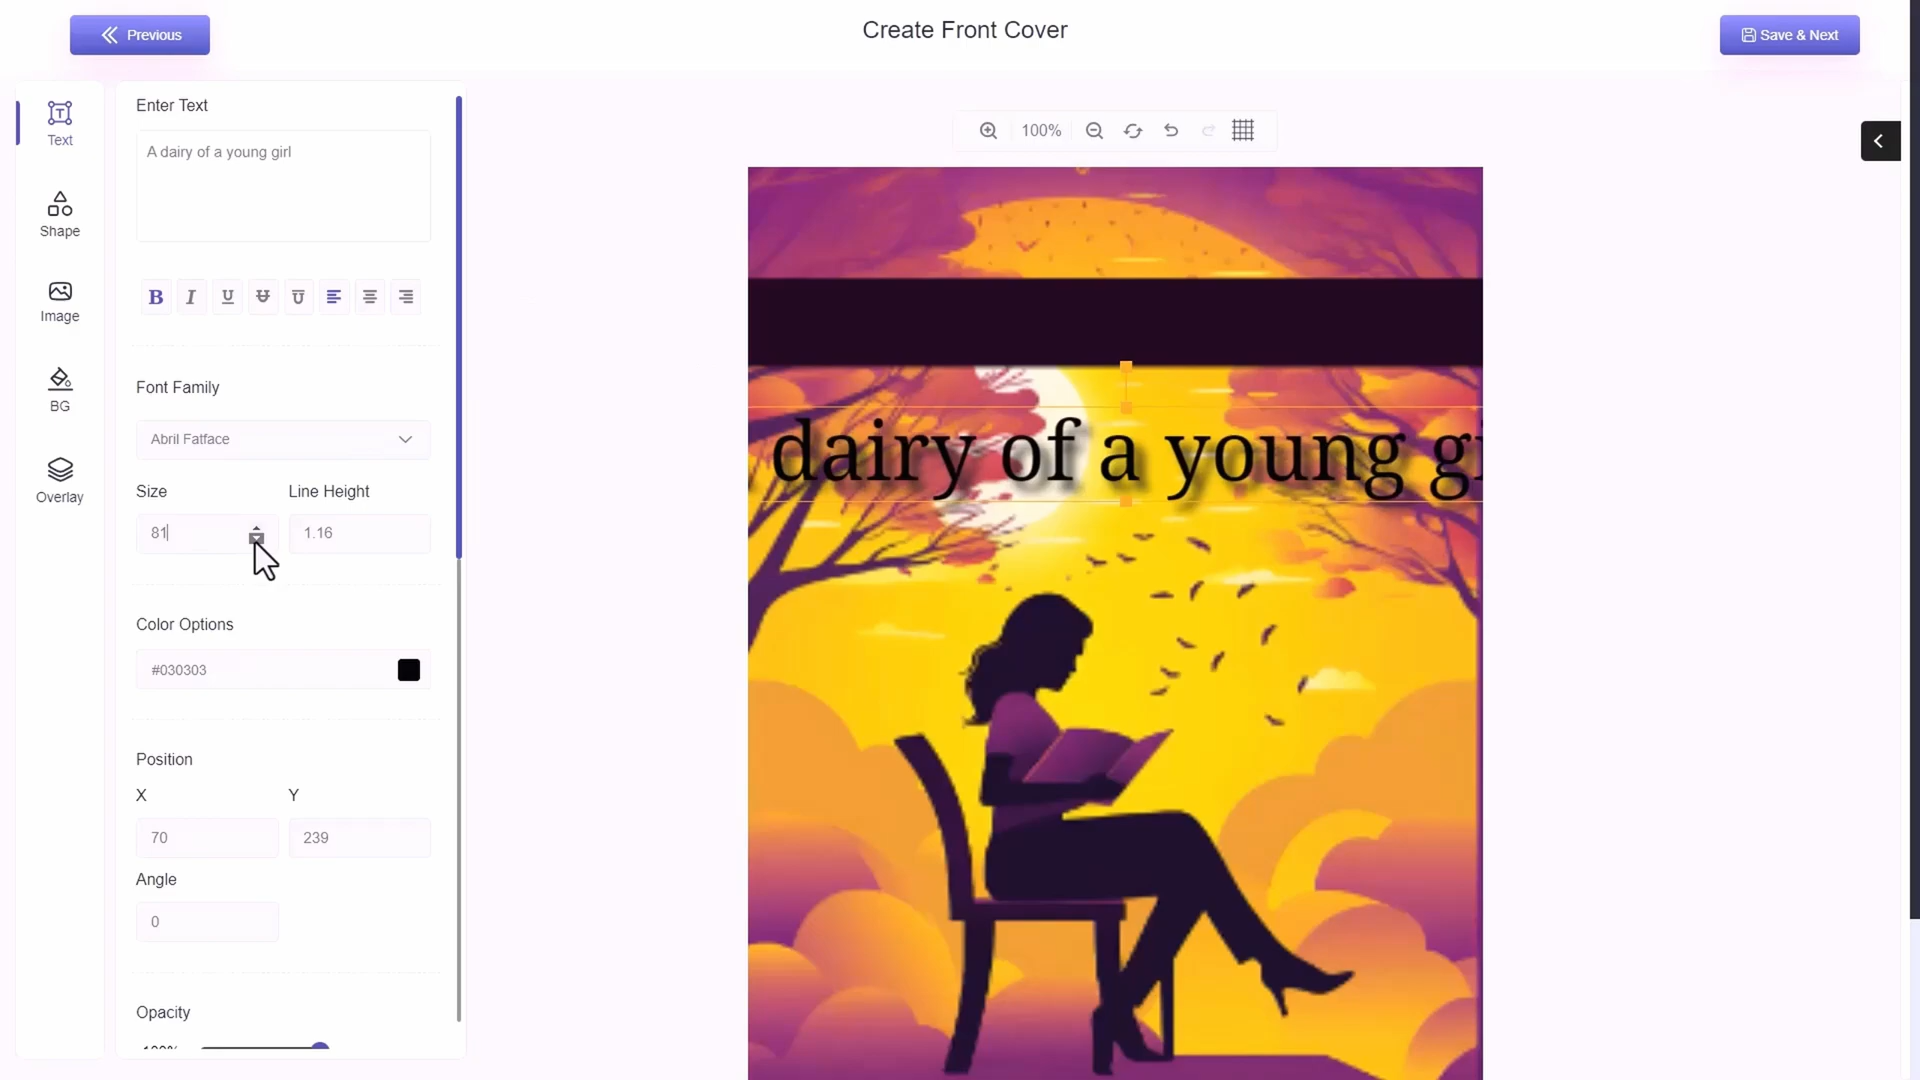 Previous
Create Front Cover
Save & Next
Text
Shape
Image
BG
Overlay
Enter Text
A dairy of a young girl
B I U
Font Family
Abril Fatface
Size
Line Height
81
1.16
Color Options
#030303
Position
X
Y
70
239
Angle
0
Opacity
100%
100%
dairy of a young gi